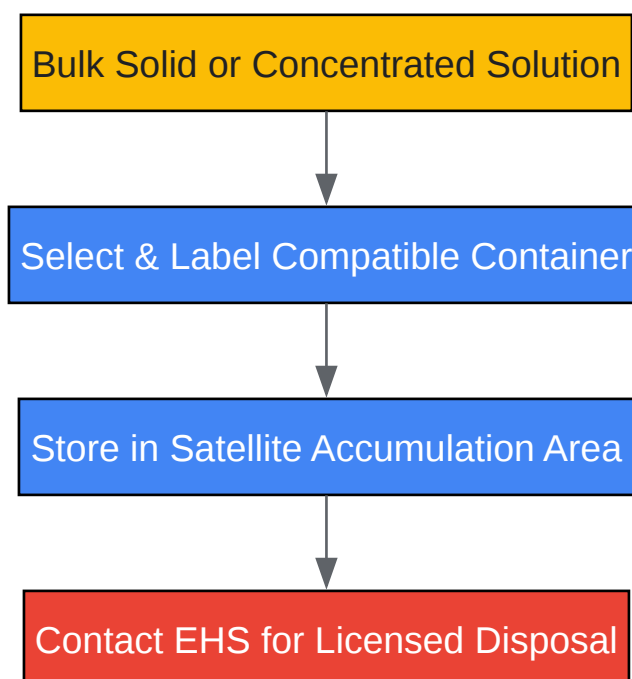 Bulk Solid or Concentrated Solution
Select & Label Compatible Container
Store in Satellite Accumulation Area
Contact EHS for Licensed Disposal